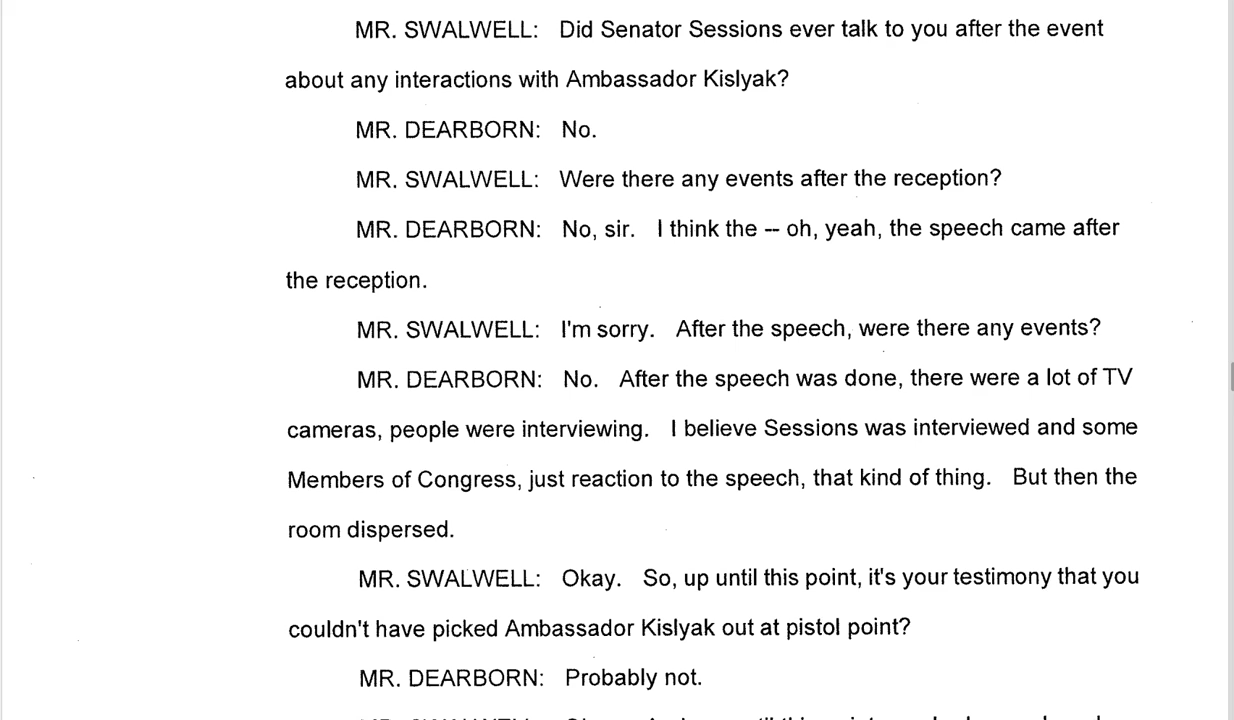 MR. SWALWELL: Did Senator Sessions ever talk to you after the event
about any interactions with Ambassador Kislyak?
MR. DEARBORN: No.
MR. SWALWELL: Were there any events after the reception?
MR. DEARBORN: No, sir. I think the -- oh, yeah, the speech came after
the reception.
MR. SWALWELL: I'm sorry. After the speech, were there any events?
MR. DEARBORN: No. After the speech was done, there were a lot of TV
cameras, people were interviewing. I believe Sessions was interviewed and some
Members of Congress, just reaction to the speech, that kind of thing. But then the
room dispersed.
MR. SWALWELL: Okay. So, up until this point, it's your testimony that you
couldn't have picked Ambassador Kislyak out at pistol point?
MR. DEARBORN: Probably not.